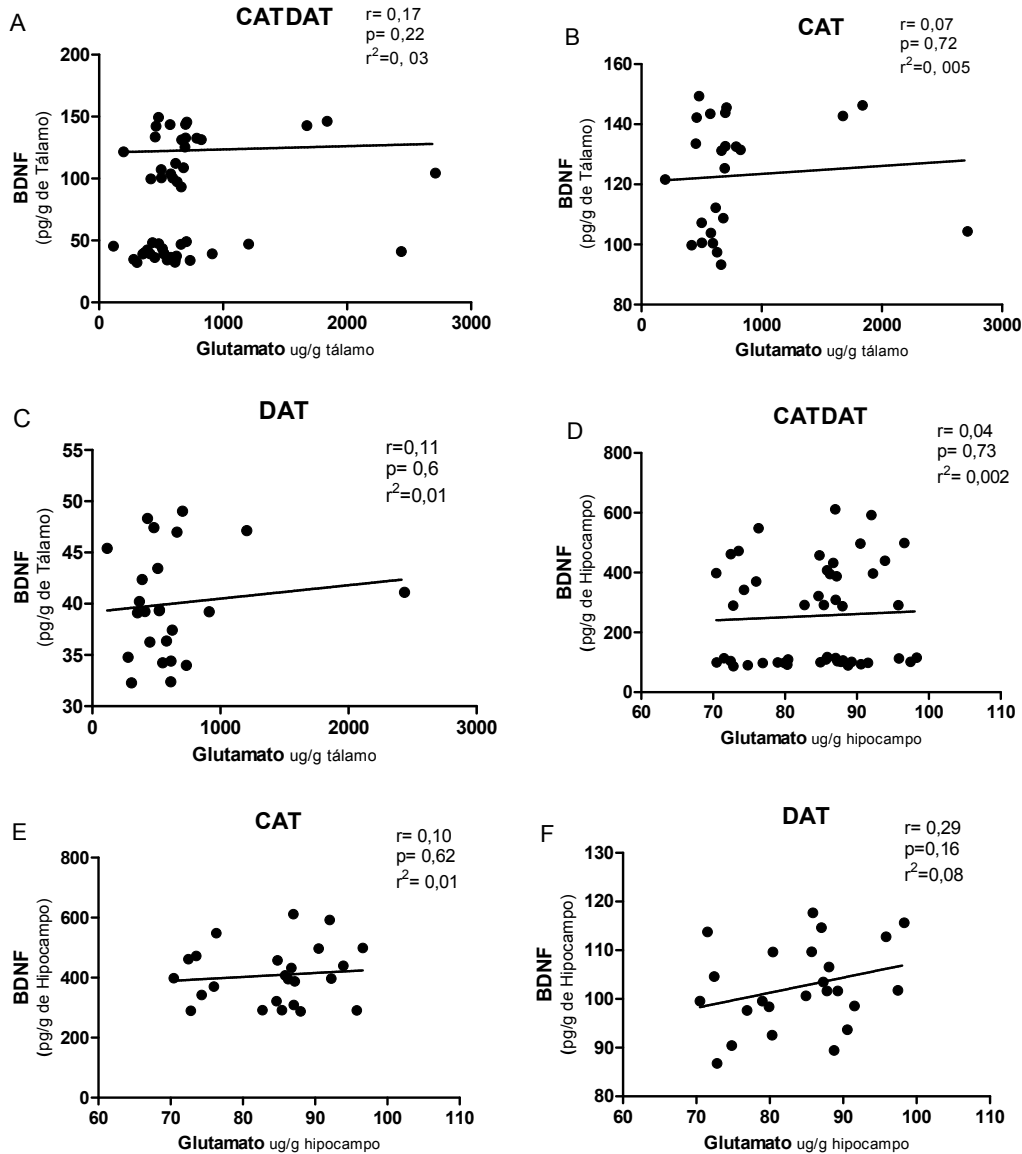 A
CATDAT
r= 0,17
p= 0,22
r²=0, 03
BDNF
(pg/g de Tálamo)
200
150
100
50
0
0 1000 2000 3000
Glutamato ug/g tálamo
B
CAT
r= 0,07
p= 0,72
r²=0, 005
BDNF
(pg/g de Tálamo)
160
140
120
100
80
0 1000 2000 3000
Glutamato ug/g tálamo
C
DAT
r=0,11
p= 0,6
r²=0,01
BDNF
(pg/g de Tálamo)
55
50
45
40
35
30
0 1000 2000 3000
Glutamato ug/g tálamo
D
CATDAT
r= 0,04
p= 0,73
r²= 0,002
BDNF
(pg/g de Hipocampo)
800
600
400
200
0
60 70 80 90 100 110
Glutamato ug/g hipocampo
E
CAT
r= 0,10
p= 0,62
r²= 0,01
BDNF
(pg/g de Hipocampo)
800
600
400
200
0
60 70 80 90 100 110
Glutamato ug/g hipocampo
F
DAT
r= 0,29
p=0,16
r²=0,08
BDNF
(pg/g de Hipocampo)
130
120
110
100
90
80
60 70 80 90 100 110
Glutamato ug/g hipocampo